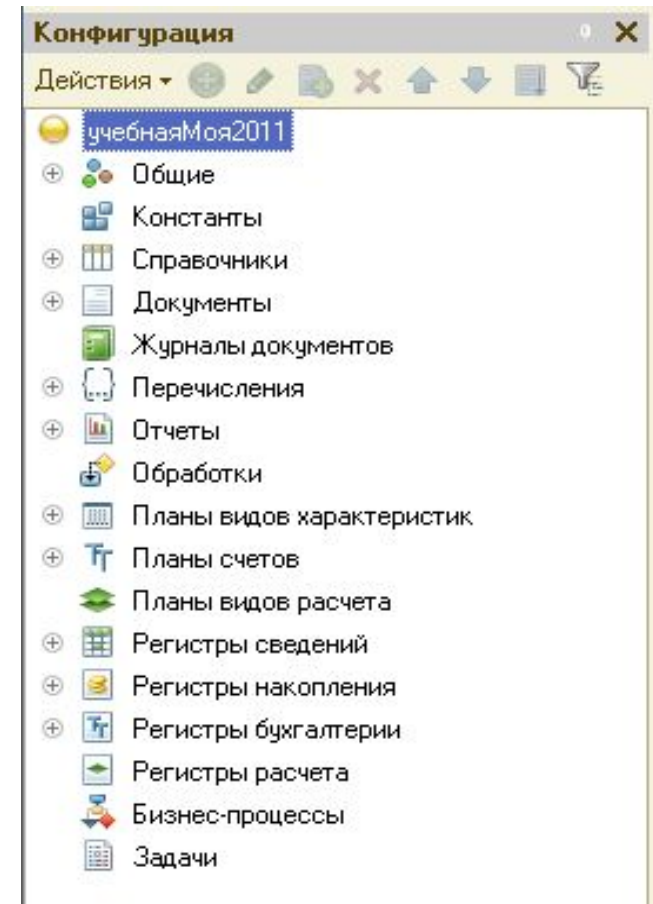 Конфигурация
Действия
учебнаяМоя2011
Общие
Константы
Справочники
Документы
Журналы документов
Перечисления
Отчеты
Обработки
Планы видов характеристик
Планы счетов
Планы видов расчета
Регистры сведений
Регистры накопления
Регистры бухгалтерии
Регистры расчета
Бизнес-процессы
Задачи